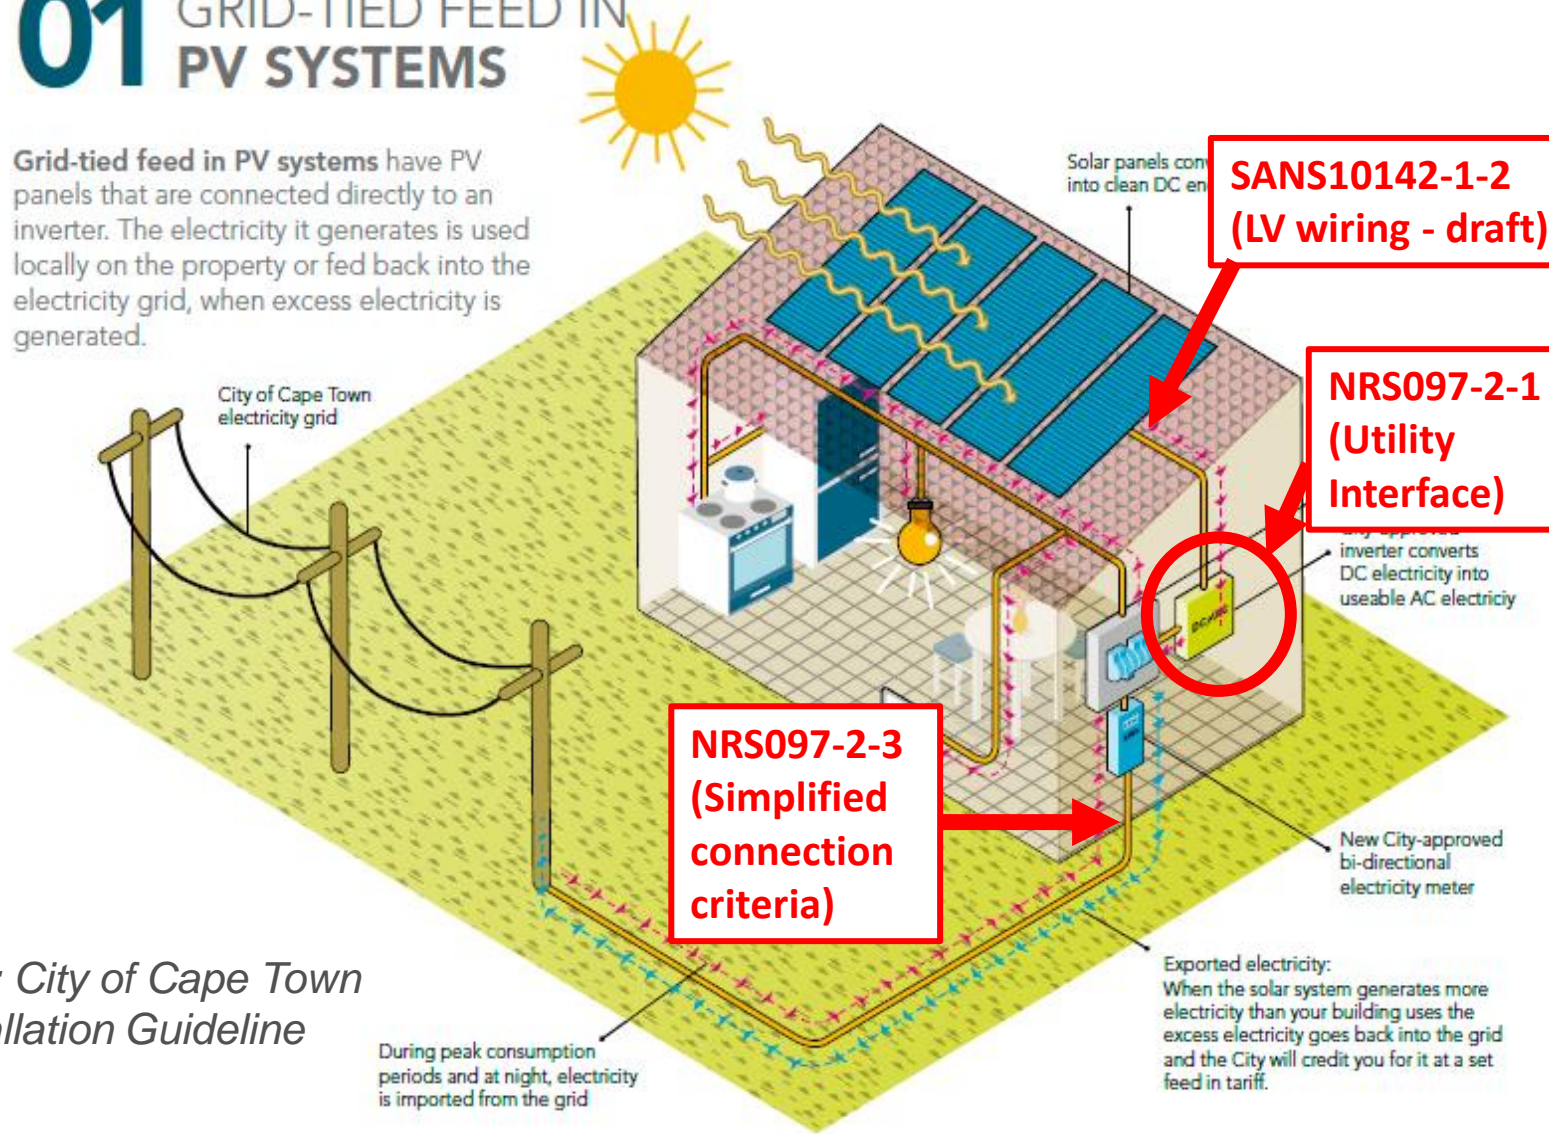 01 GRID-TIED FEED IN
PV SYSTEMS
Grid-tied feed in PV systems have PV
panels that are connected directly to an
inverter. The electricity it generates is used
locally on the property or fed back into the
electricity grid, when excess electricity is
generated.
City of Cape Town
electricity grid
Solar panels
into clean DC
SANS10142-1-2
(LV wiring - draft)
NRS097-2-1
(Utility
Interface)
inverter converts
DC electricity into
useable AC electriciy
NRS097-2-3
(Simplified
connection
criteria)
New City-approved
bi-directional
electricity meter
Exported electricity:
When the solar system generates more
electricity than your building uses the
excess electricity goes back into the grid
and the City will credit you for it at a set
feed in tariff.
: City of Cape Town
Guideline
During peak consumption
periods and at night, electricity
is imported from the grid